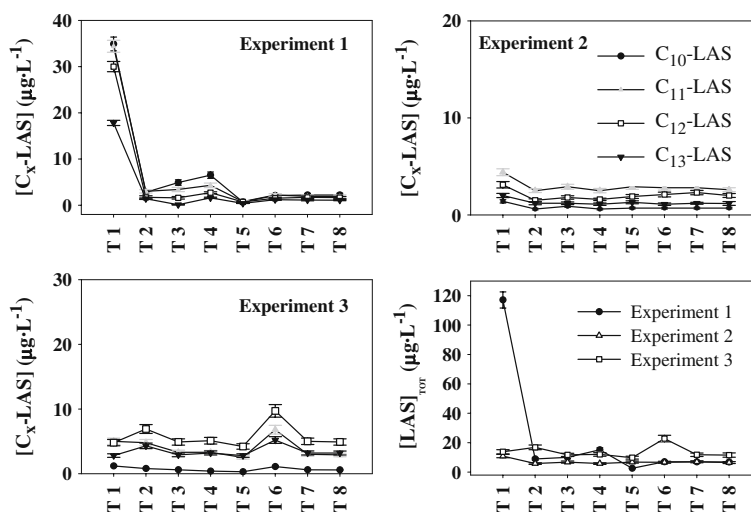 [Cx-LAS] (µg·L-1)
40
30
20
10
0
Experiment 1
T 1 T 2 T 3 T 4 T 5 T 6 T 7 T 8
[Cx-LAS] (µg·L-1)
20
10
0
Experiment 2
C10-LAS
C11-LAS
C12-LAS
C13-LAS
T 1 T 2 T 3 T 4 T 5 T 6 T 7 T 8
[Cx-LAS] (µg·L-1)
30
20
10
0
Experiment 3
T 1 T 2 T 3 T 4 T 5 T 6 T 7 T 8
[LAS]TOT (µg·L-1)
120
100
80
60
40
20
0
Experiment 1
Experiment 2
Experiment 3
T 1 T 2 T 3 T 4 T 5 T 6 T 7 T 8